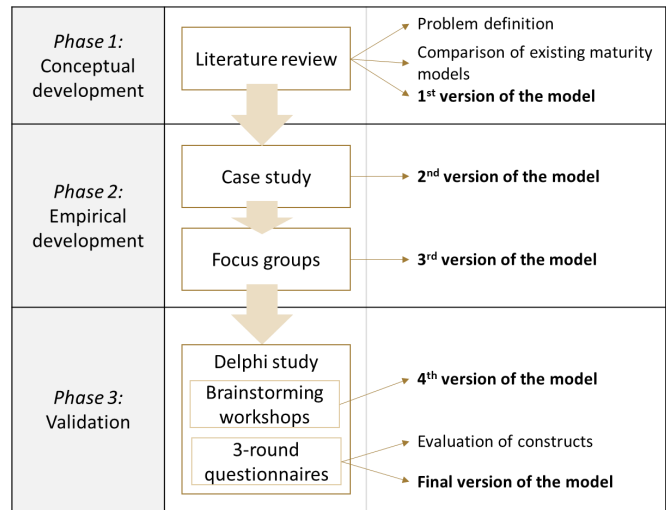 Phase 1:
Conceptual
development
Literature review
Problem definition
Comparison of existing maturity
models
1st version of the model
Phase 2:
Empirical
development
Case study
2nd version of the model
Focus groups
3rd version of the model
Phase 3:
Validation
Delphi study
Brainstorming
workshops
4th version of the model
3-round
questionnaires
Evaluation of constructs
Final version of the model